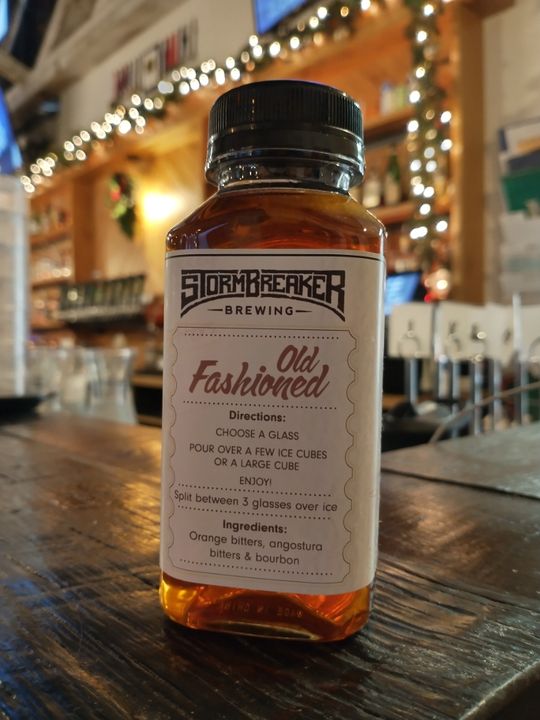 STORMBREAKER
BREWING
Old
Fashioned
Directions:
CHOOSE A GLASS
POUR OVER A FEW ICE CUBES
OR A LARGE CUBE
ENJOY!
Split between 3 glasses over ice
Ingredients:
Orange bitters, angostura
bitters & bourbon